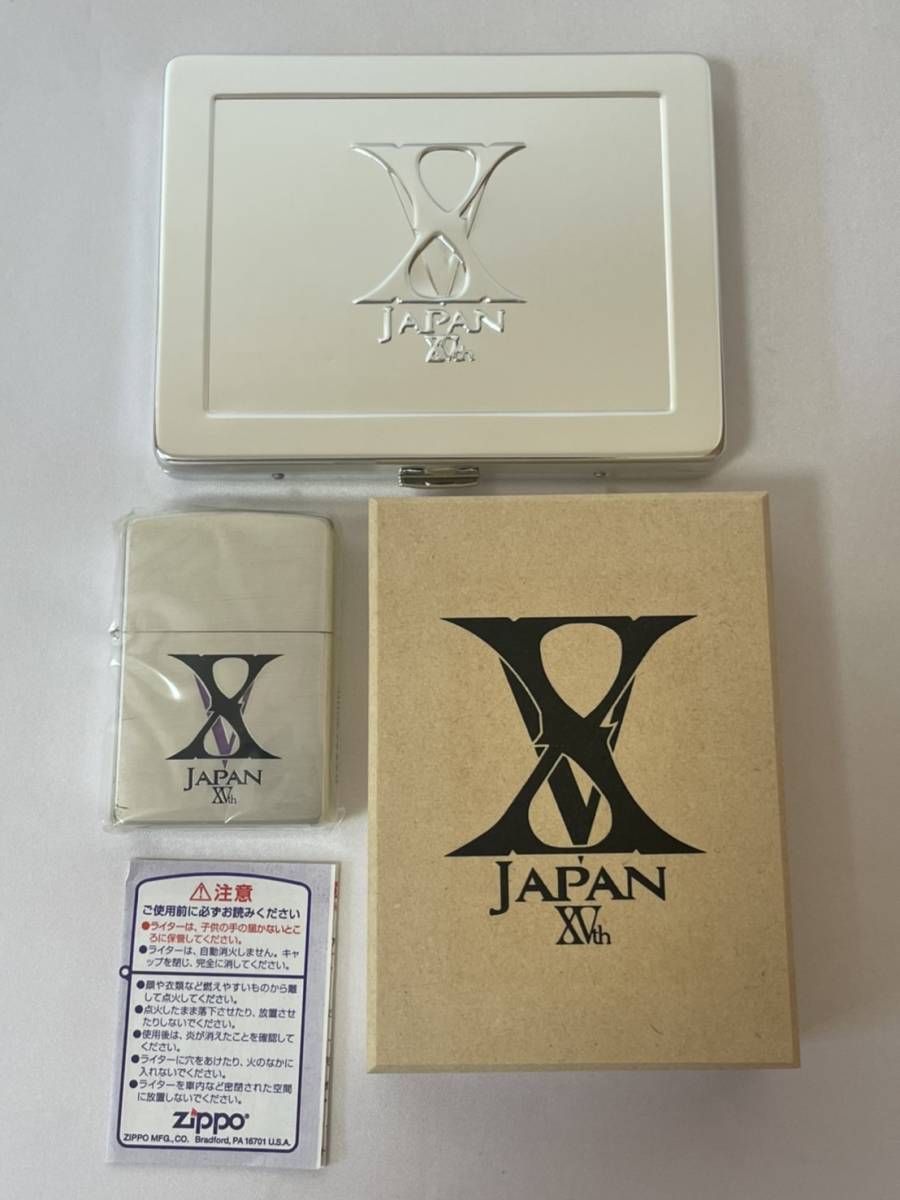 X
JAPAN
XVth
X
JAPAN
XVth
X
JAPAN
XVth
⚠注意
ご使用前に必ずお読みください
●ライターは、子供の手の届かないとこ
ろに保管してください。
●ライターは、自動消火しません。キャ
ップを閉じ、完全に消してください。
●顔や衣類など燃えやすいものから離
して点火してください。
●点火したまま落下させたり、放置させ
たりしないでください。
●使用後は、炎が消えたことを確認して
ください。
●ライターに穴をあけたり、火のなかに
入れないでください。
●ライターを車内など密閉された空間
に放置しないでください。
Zippo®
ZIPPO MFG., CO. Bradford, PA 16701 U.S.A.